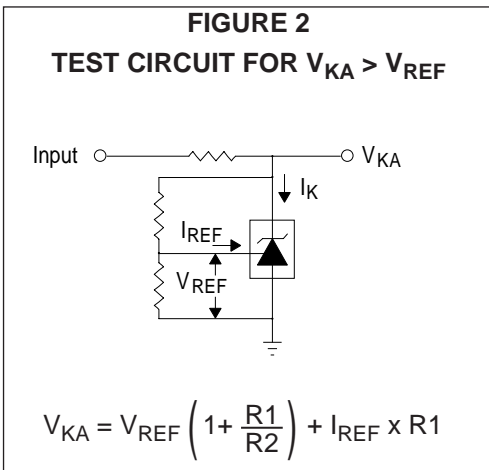 FIGURE 2
TEST CIRCUIT FOR VKA > VREF
Input
VKA
IK
IREF
VREF
VKA = VREF (1+ R1/R2) + IREF x R1